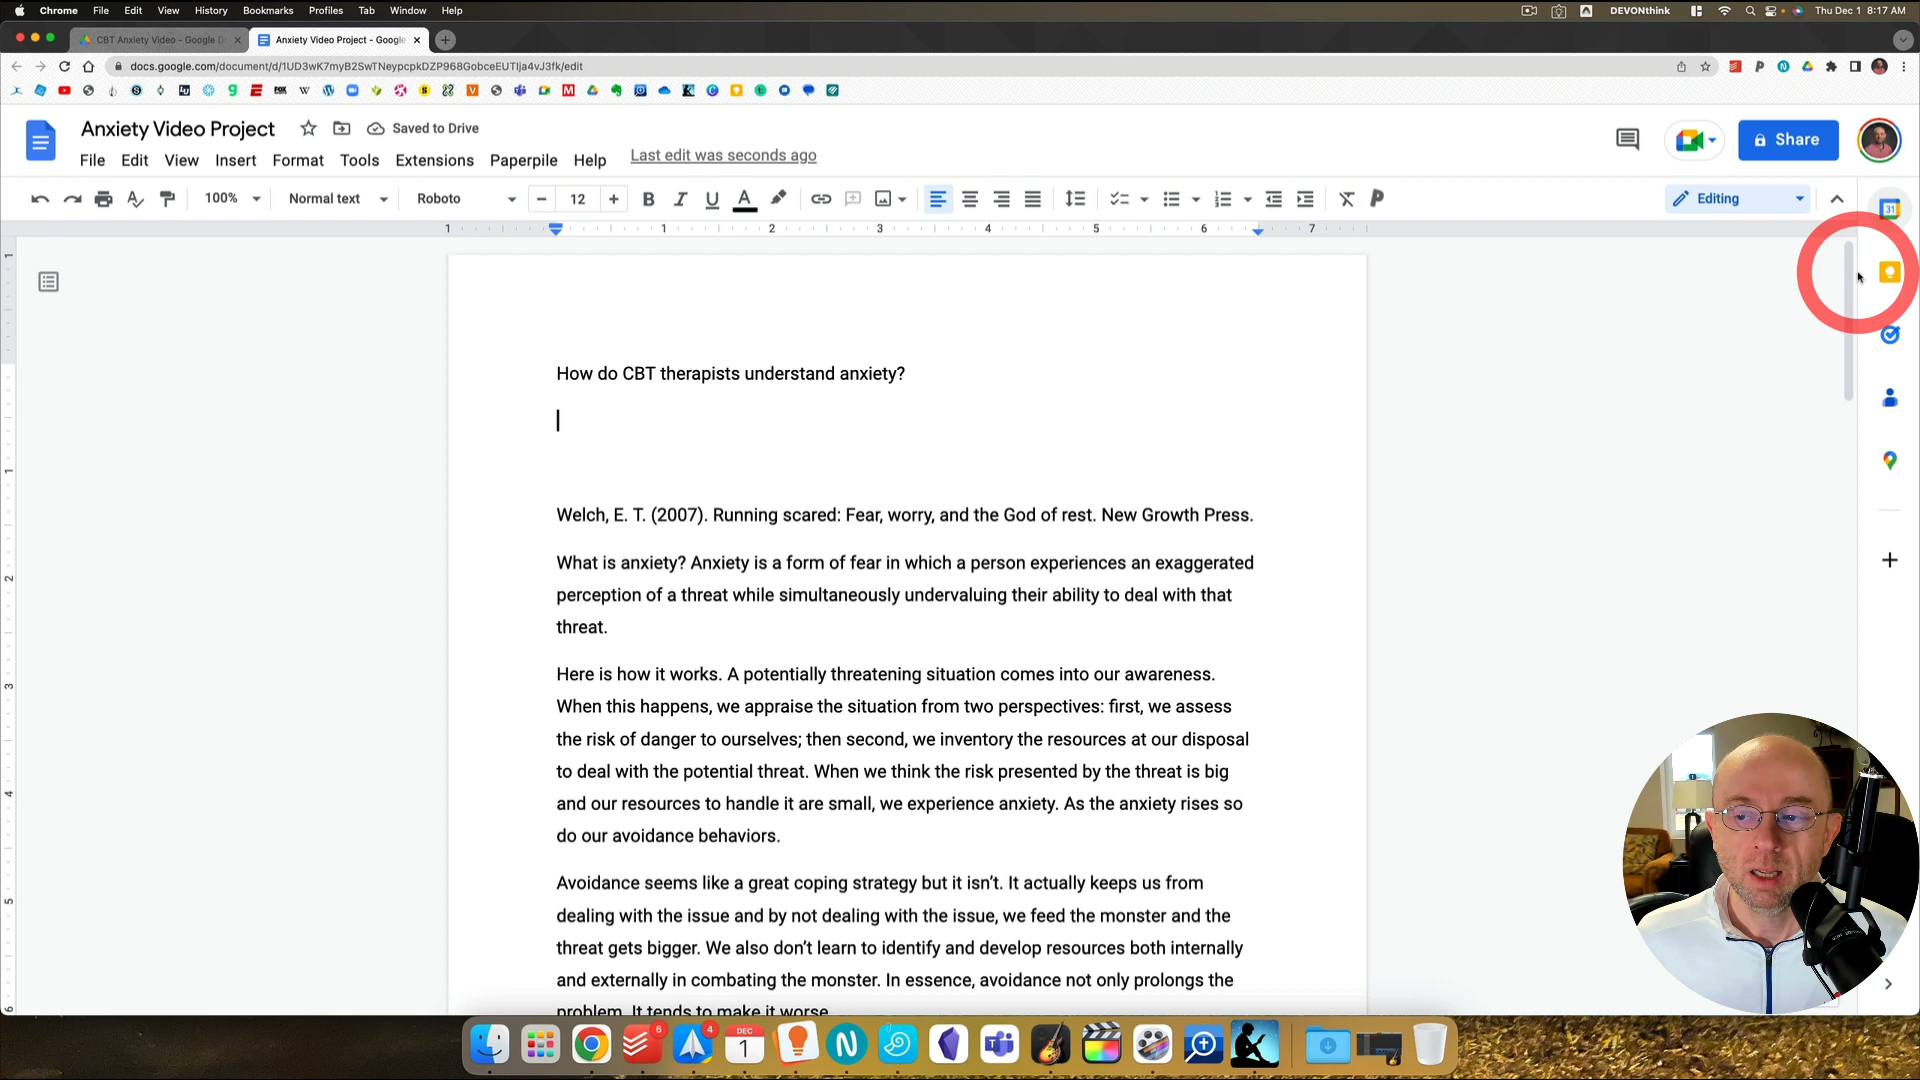 Chrome File Edit View History Bookmarks Profiles Tab Window Help DEVONthink Thu Dec 1 8:17 AM
CBT Anxiety Video - Google D Anxiety Video Project - Google
docs.google.com/document/d/1UD3wK7myB2SwTNeypcpkDZP968GobceEUTlja4vJ3fk/edit
Anxiety Video Project Saved to Drive
Share
File Edit View Insert Format Tools Extensions Paperpile Help Last edit was seconds ago
100% Normal text Roboto 12 Editing
1 1 2 3 4 5 6 7
How do CBT therapists understand anxiety?
Welch, E. T. (2007). Running scared: Fear, worry, and the God of rest. New Growth Press.
What is anxiety? Anxiety is a form of fear in which a person experiences an exaggerated
perception of a threat while simultaneously undervaluing their ability to deal with that
threat.
Here is how it works. A potentially threatening situation comes into our awareness.
When this happens, we appraise the situation from two perspectives: first, we assess
the risk of danger to ourselves; then second, we inventory the resources at our disposal
to deal with the potential threat. When we think the risk presented by the threat is big
and our resources to handle it are small, we experience anxiety. As the anxiety rises so
do our avoidance behaviors.
Avoidance seems like a great coping strategy but it isn't. It actually keeps us from
dealing with the issue and by not dealing with the issue, we feed the monster and the
threat gets bigger. We also don't learn to identify and develop resources both internally
and externally in combating the monster. In essence, avoidance not only prolongs the
problem. It tends to make it worse.
6 4 DEC 1